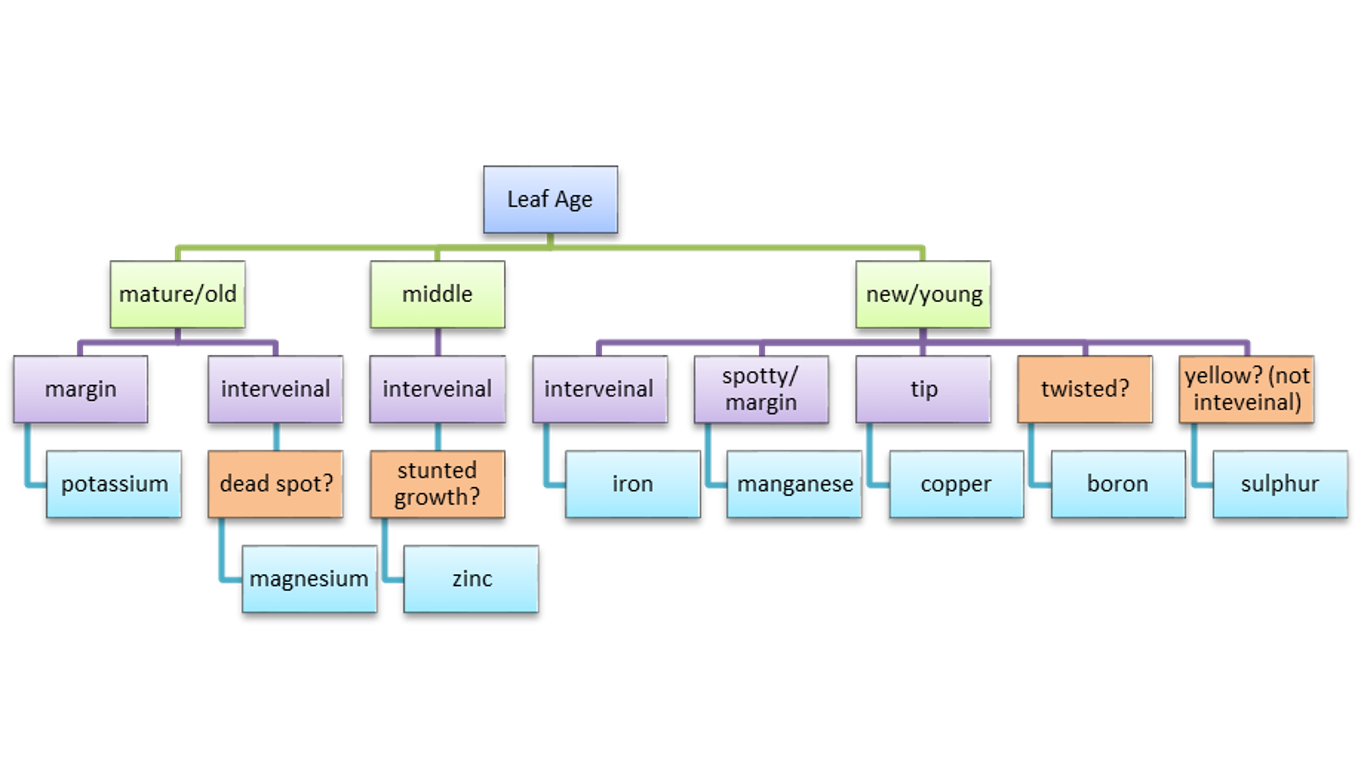 Leaf Age
mature/old
middle
new/young
margin
interveinal
interveinal
interveinal
spotty/
margin
tip
twisted?
yellow? (not
inteveinal)
potassium
dead spot?
stunted
growth?
iron
manganese
copper
boron
sulphur
magnesium
zinc